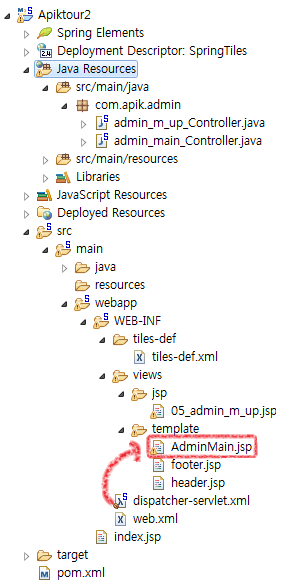 Apiktour2
Spring Elements
Deployment Descriptor: SpringTiles
Java Resources
src/main/java
com.apik.admin
admin_m_up_Controller.java
admin_main_Controller.java
src/main/resources
Libraries
JavaScript Resources
Deployed Resources
src
main
java
resources
webapp
WEB-INF
tiles-def
tiles-def.xml
views
jsp
05_admin_m_up.jsp
template
AdminMain.jsp
footer.jsp
header.jsp
dispatcher-servlet.xml
web.xml
index.jsp
target
pom.xml